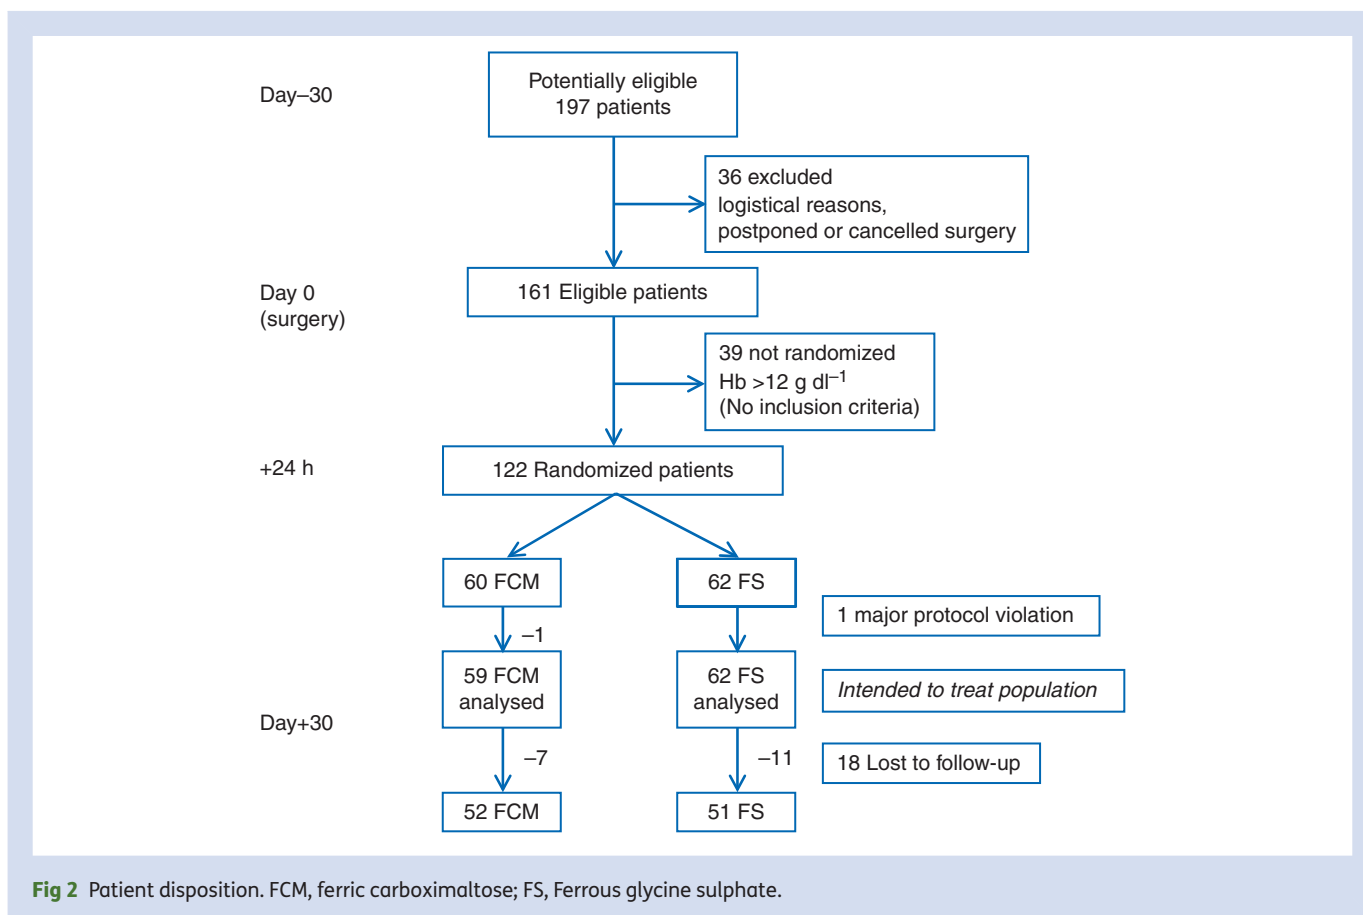 Day–30
Potentially eligible
197 patients
36 excluded
logistical reasons,
postponed or cancelled surgery
Day 0
(surgery)
161 Eligible patients
39 not randomized
Hb >12 g dl⁻¹
(No inclusion criteria)
+24 h
122 Randomized patients
60 FCM
62 FS
1 major protocol violation
–1
59 FCM
analysed
62 FS
analysed
Intended to treat population
Day+30
–7
–11
18 Lost to follow-up
52 FCM
51 FS
Fig 2 Patient disposition. FCM, ferric carboximaltose; FS, Ferrous glycine sulphate.